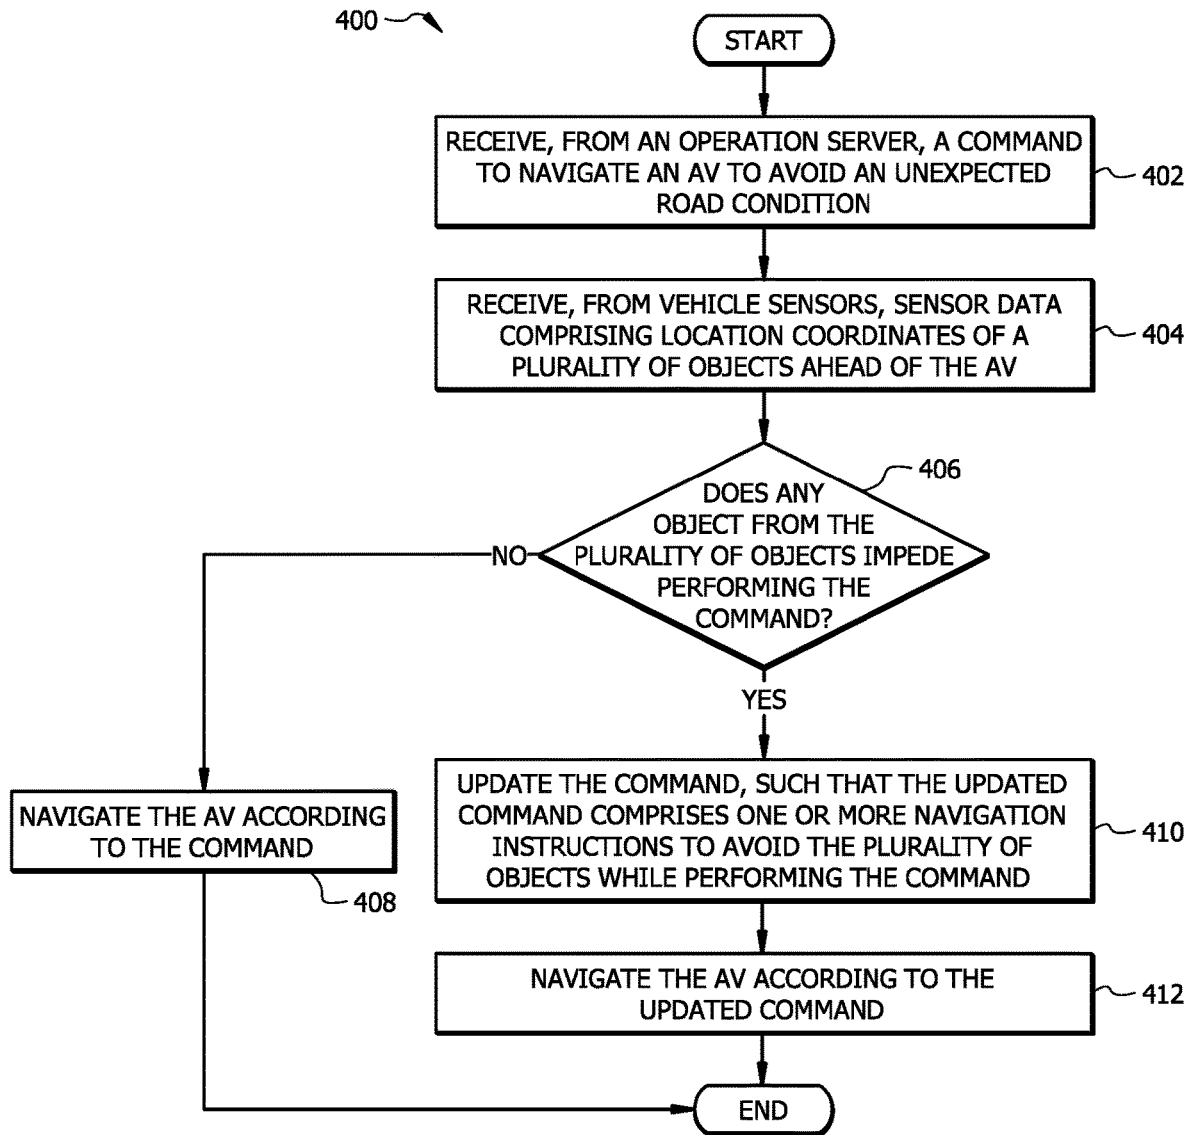 400
START
RECEIVE, FROM AN OPERATION SERVER, A COMMAND
TO NAVIGATE AN AV TO AVOID AN UNEXPECTED
ROAD CONDITION
402
RECEIVE, FROM VEHICLE SENSORS, SENSOR DATA
COMPRISING LOCATION COORDINATES OF A
PLURALITY OF OBJECTS AHEAD OF THE AV
404
406
DOES ANY
OBJECT FROM THE
PLURALITY OF OBJECTS IMPEDE
PERFORMING THE
COMMAND?
NO
YES
NAVIGATE THE AV ACCORDING
TO THE COMMAND
408
UPDATE THE COMMAND, SUCH THAT THE UPDATED
COMMAND COMPRISES ONE OR MORE NAVIGATION
INSTRUCTIONS TO AVOID THE PLURALITY OF
OBJECTS WHILE PERFORMING THE COMMAND
410
NAVIGATE THE AV ACCORDING TO THE
UPDATED COMMAND
412
END